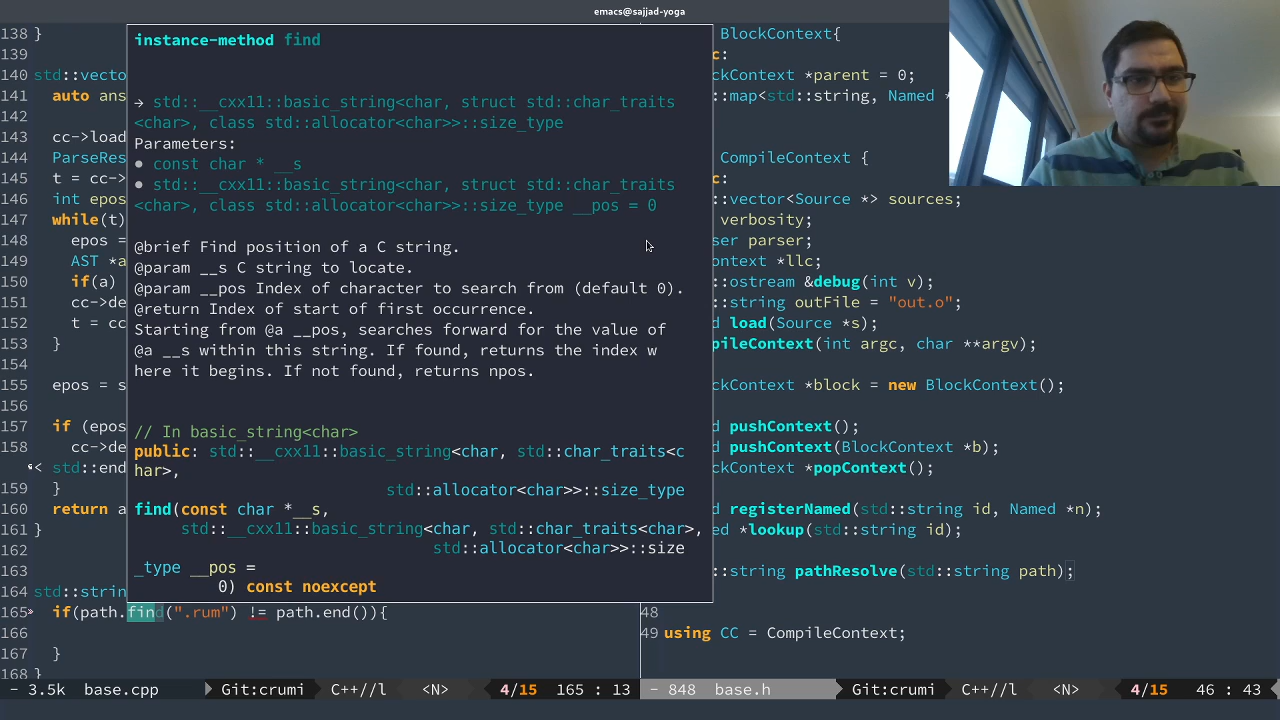 emacs@sajjad-yoga
138 }
139
140 std::vecto
141 auto ans
142
143 cc->load
144 ParseRes
145 t = cc->
146 int epos
147 while(t)
148 epos =
149 AST *a
150 if(a)
151 cc->de
152 t = cc
153 }
154
155 epos = s
156
157 if (epos
158 cc->de
< std::end
159 }
160 return a
161 }
162
163
164 std::strin
165 if(path.find(".rum") != path.end()){
166
167 }
168 }
instance-method find
→ std::__cxx11::basic_string<char, struct std::char_traits
<char>, class std::allocator<char>>::size_type
Parameters:
● const char * __s
● std::__cxx11::basic_string<char, struct std::char_traits
<char>, class std::allocator<char>>::size_type __pos = 0
@brief Find position of a C string.
@param __s C string to locate.
@param __pos Index of character to search from (default 0).
@return Index of start of first occurrence.
Starting from @a __pos, searches forward for the value of
@a __s within this string. If found, returns the index w
here it begins. If not found, returns npos.
// In basic_string<char>
public: std::__cxx11::basic_string<char, std::char_traits<c
har>,
std::allocator<char>>::size_type
find(const char *__s,
std::__cxx11::basic_string<char, std::char_traits<char>,
std::allocator<char>>::size
_type __pos =
0) const noexcept
BlockContext{
c:
ckContext *parent = 0;
::map<std::string, Named *
CompileContext {
c:
::vector<Source *> sources;
verbosity;
ser parser;
ontext *llc;
::ostream &debug(int v);
::string outFile = "out.o";
d load(Source *s);
pileContext(int argc, char **argv);
ckContext *block = new BlockContext();
d pushContext();
d pushContext(BlockContext *b);
ckContext *popContext();
d registerNamed(std::string id, Named *n);
ed *lookup(std::string id);
::string pathResolve(std::string path);
48
49 using CC = CompileContext;
- 3.5k base.cpp Git:crumi C++//l <N> 4/15 165 : 13
- 848 base.h Git:crumi C++//l <N> 4/15 46 : 43